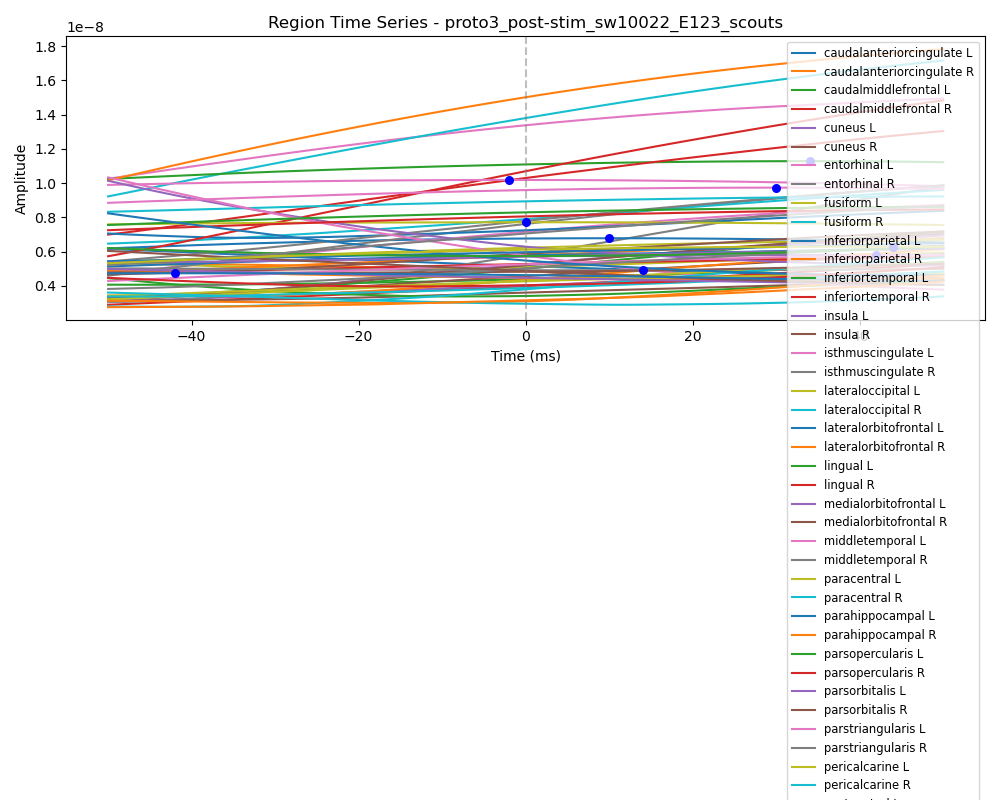 Region Time Series - proto3_post-stim_sw10022_E123_scouts
1e−8
1.8
1.6
1.4
1.2
1.0
0.8
0.6
0.4
Amplitude
−40
−20
0
20
Time (ms)
caudalanteriorcingulate L
caudalanteriorcingulate R
caudalmiddlefrontal L
caudalmiddlefrontal R
cuneus L
cuneus R
entorhinal L
entorhinal R
fusiform L
fusiform R
inferiorparietal L
inferiorparietal R
inferiortemporal L
inferiortemporal R
insula L
insula R
isthmuscingulate L
isthmuscingulate R
lateraloccipital L
lateraloccipital R
lateralorbitofrontal L
lateralorbitofrontal R
lingual L
lingual R
medialorbitofrontal L
medialorbitofrontal R
middletemporal L
middletemporal R
paracentral L
paracentral R
parahippocampal L
parahippocampal R
parsopercularis L
parsopercularis R
parsorbitalis L
parsorbitalis R
parstriangularis L
parstriangularis R
pericalcarine L
pericalcarine R